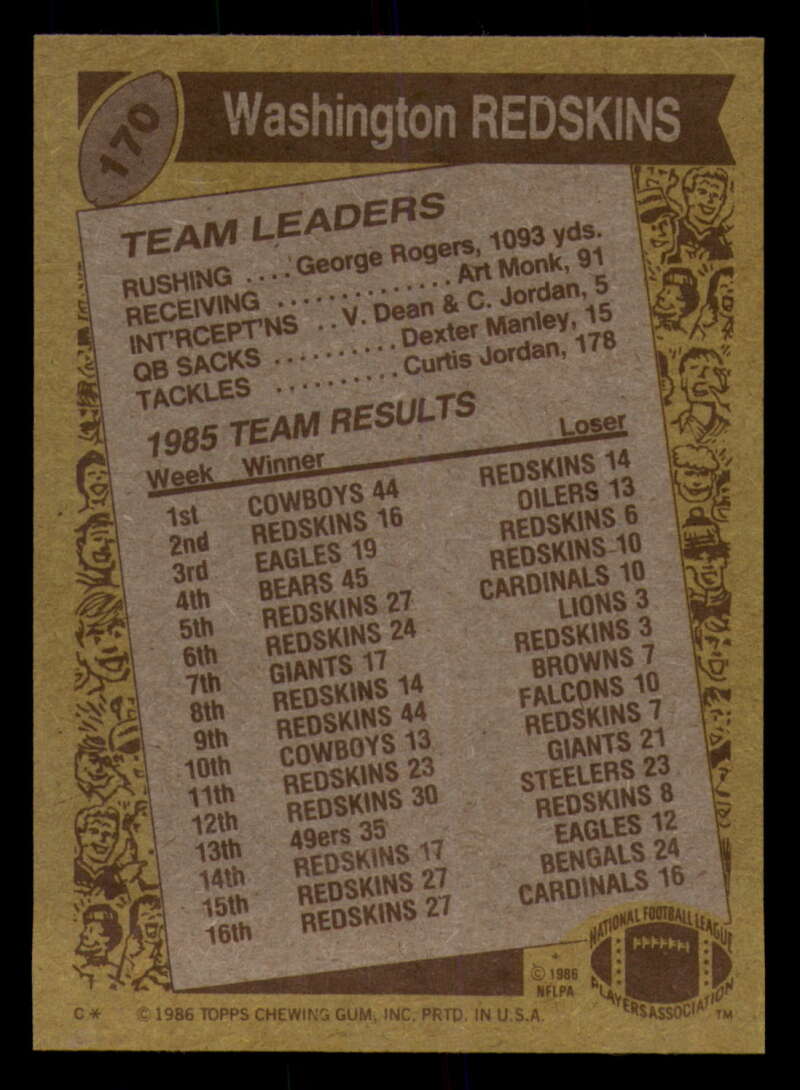 170
Washington REDSKINS
TEAM LEADERS
RUSHING .... George Rogers, 1093 yds.
RECEIVING .............. Art Monk, 91
INT'RCEPT'NS .. V. Dean & C. Jordan, 5
QB SACKS .......... Dexter Manley, 15
TACKLES .......... Curtis Jordan, 178
1985 TEAM RESULTS
Week Winner Loser
1st COWBOYS 44 REDSKINS 14
2nd REDSKINS 16 OILERS 13
3rd EAGLES 19 REDSKINS 6
4th BEARS 45 REDSKINS 10
5th REDSKINS 27 CARDINALS 10
6th REDSKINS 24 LIONS 3
7th GIANTS 17 REDSKINS 3
8th REDSKINS 14 BROWNS 7
9th REDSKINS 44 FALCONS 10
10th COWBOYS 13 REDSKINS 7
11th REDSKINS 23 GIANTS 21
12th REDSKINS 30 STEELERS 23
13th 49ers 35 REDSKINS 8
14th REDSKINS 17 EAGLES 12
15th REDSKINS 27 BENGALS 24
16th REDSKINS 27 CARDINALS 16
© 1986
NFLPA
NATIONAL FOOTBALL LEAGUE
PLAYERS ASSOCIATION
TM
C* © 1986 TOPPS CHEWING GUM, INC. PRTD. IN U.S.A.